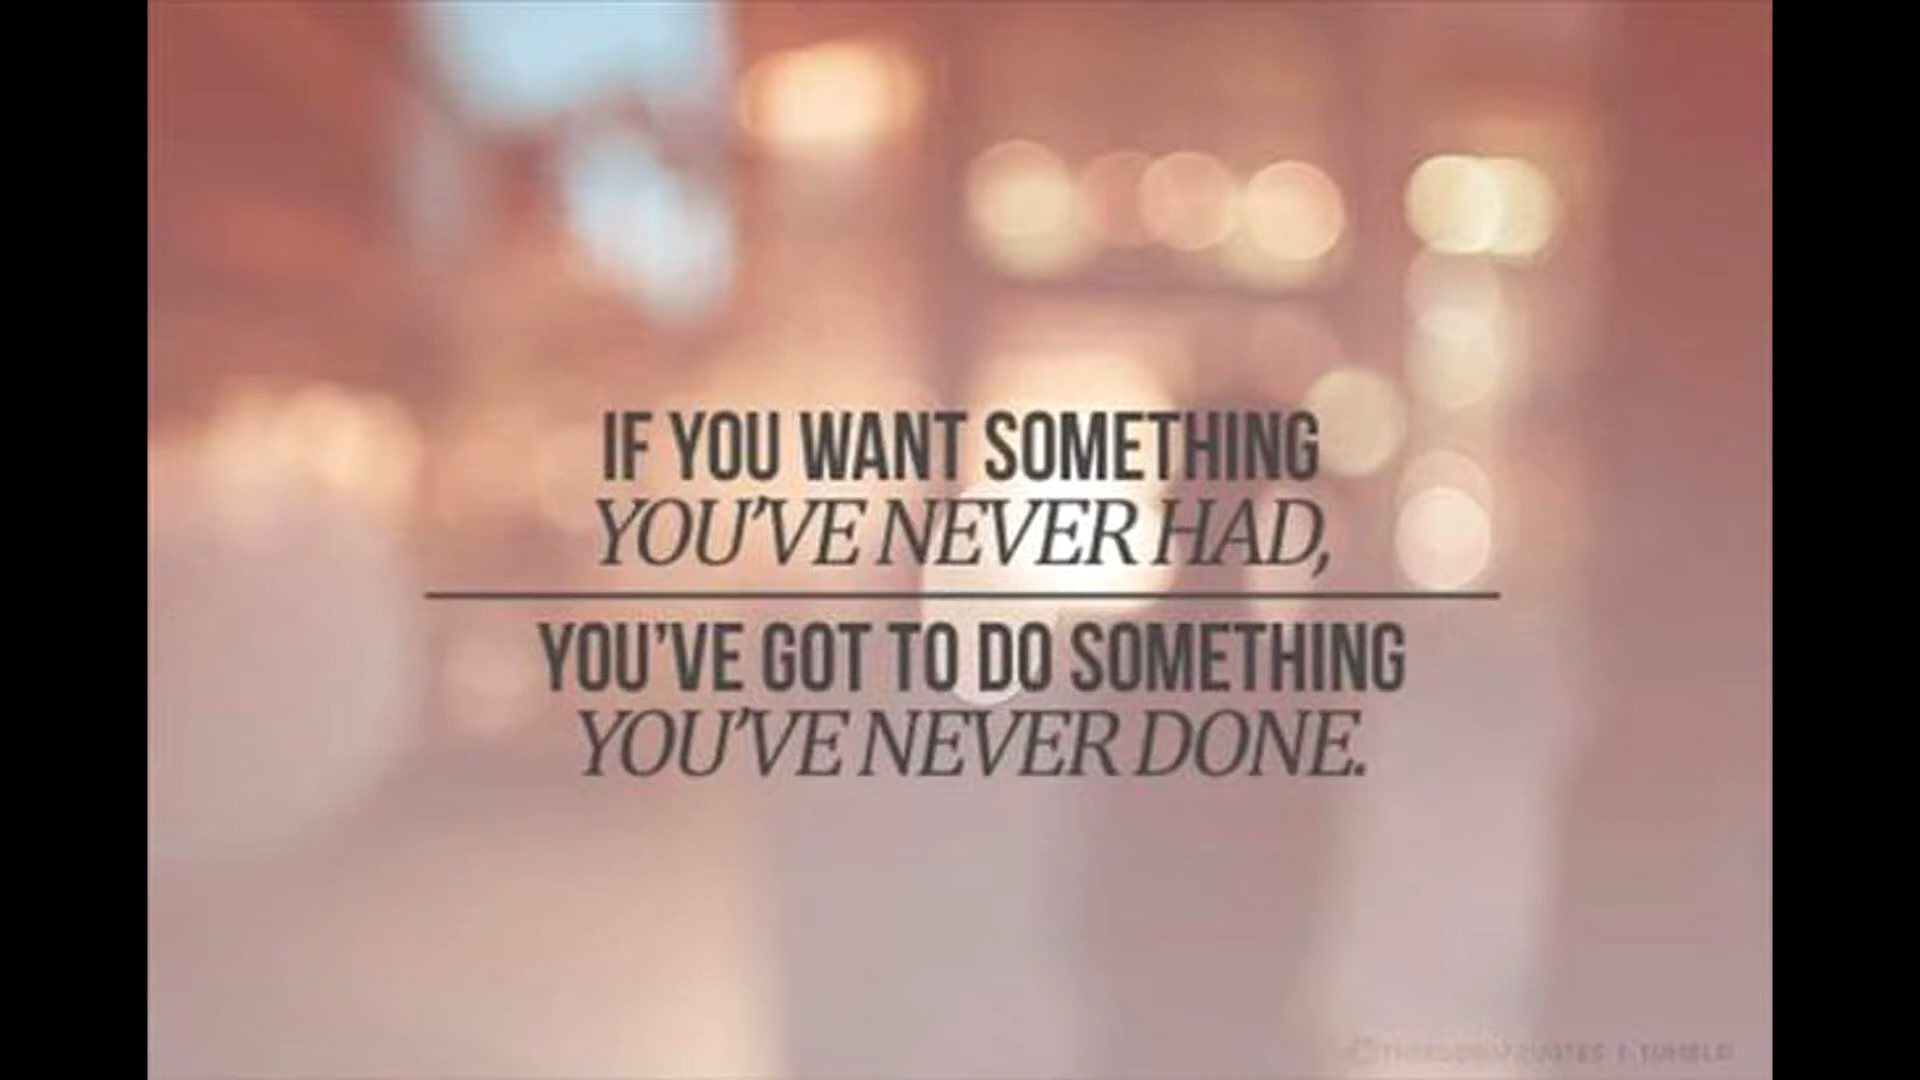 IF YOU WANT SOMETHING
YOU'VE NEVER HAD,
YOU'VE GOT TO DO SOMETHING
YOU'VE NEVER DONE.